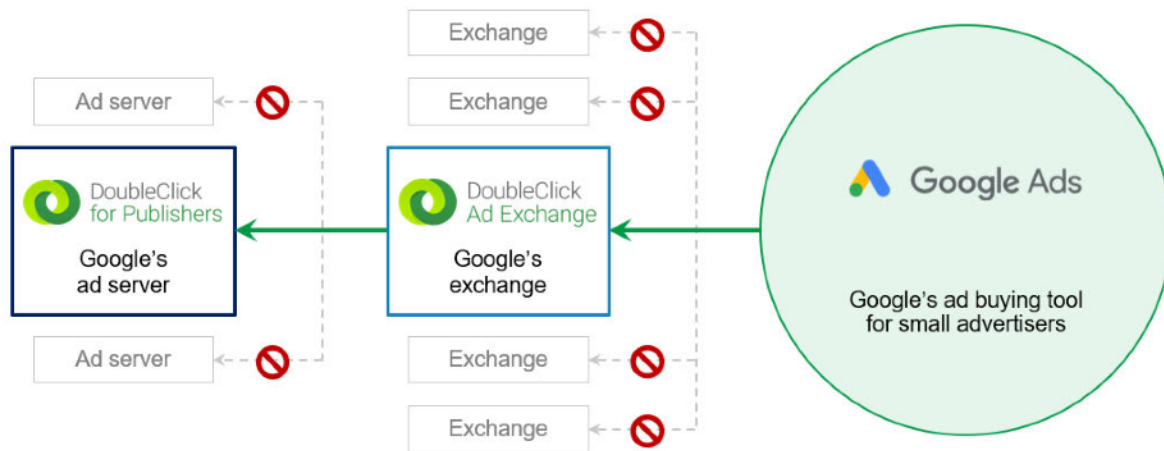 Exchange
Exchange
Ad server
DoubleClick
for Publishers
Google's
ad server
DoubleClick
Ad Exchange
Google's
exchange
Google Ads
Google's ad buying tool
for small advertisers
Ad server
Exchange
Exchange